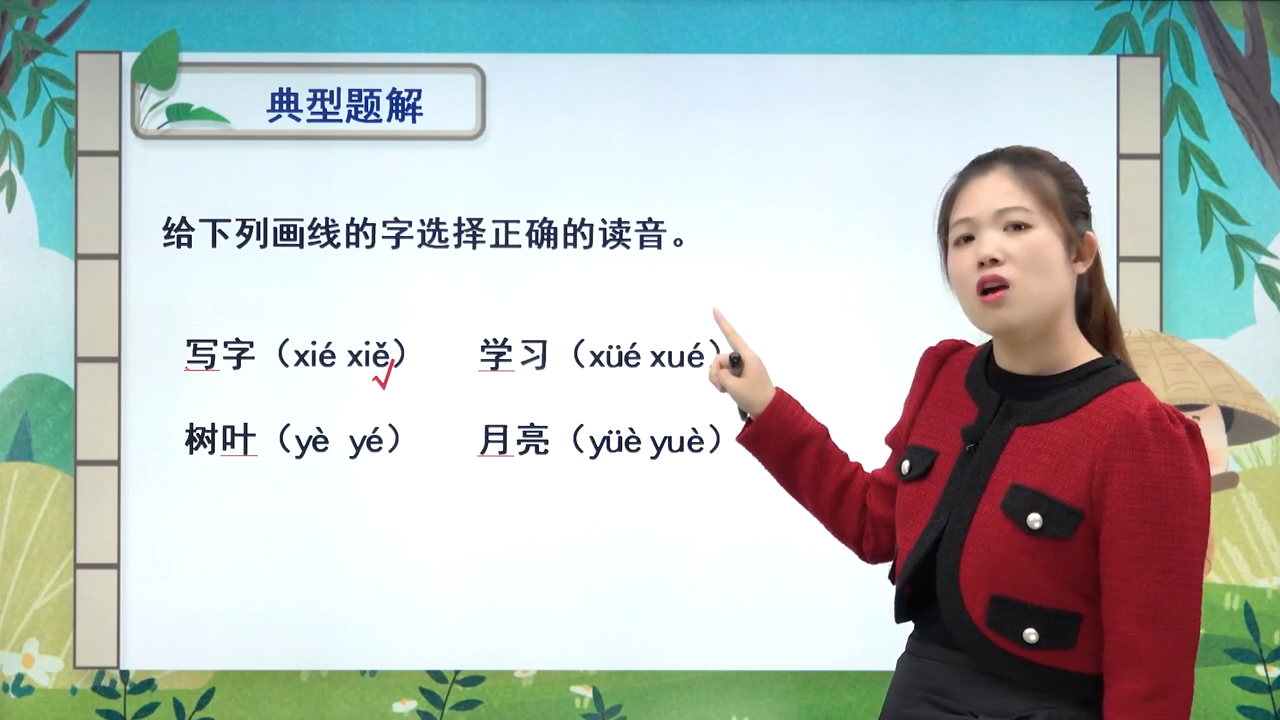 典型题解
给下列画线的字选择正确的读音。
写字（xié xiě） 学习（xüé xué）
树叶（yè yé） 月亮（yüè yuè）